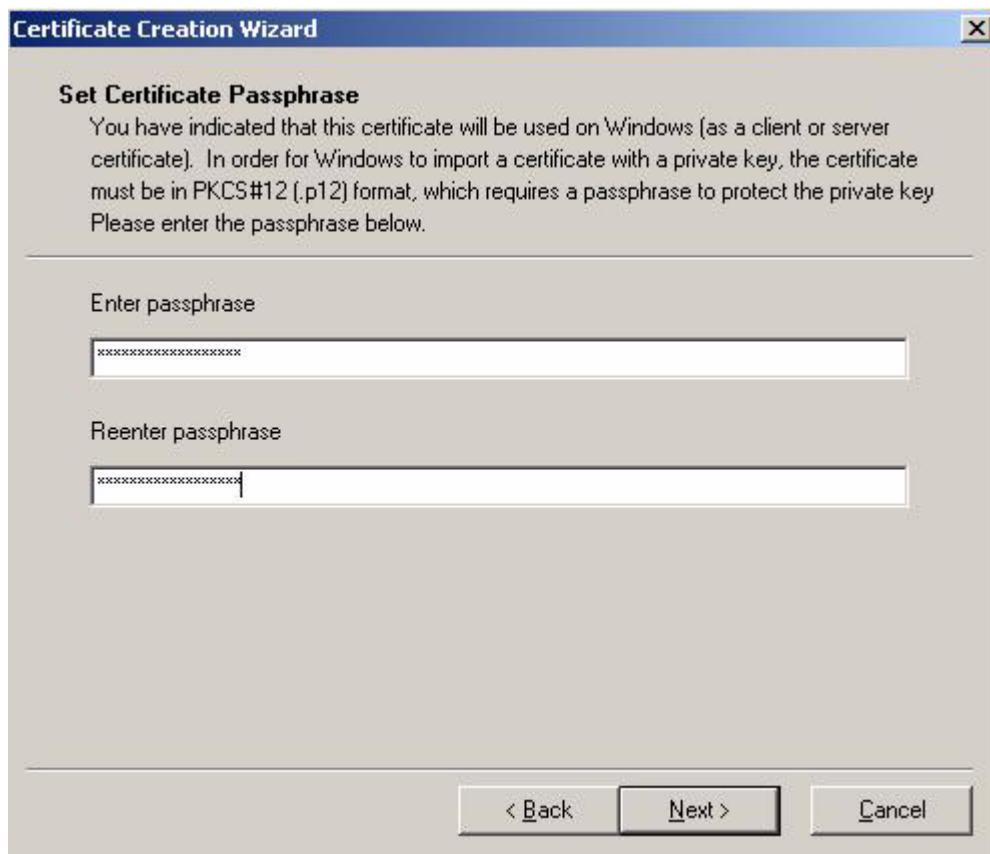 Certificate Creation Wizard
Set Certificate Passphrase
You have indicated that this certificate will be used on Windows (as a client or server
certificate). In order for Windows to import a certificate with a private key, the certificate
must be in PKCS#12 (.p12) format, which requires a passphrase to protect the private key
Please enter the passphrase below.
Enter passphrase
xxxxxxxxxxxxxxxxxx
Reenter passphrase
xxxxxxxxxxxxxxxxxx
< Back Next > Cancel